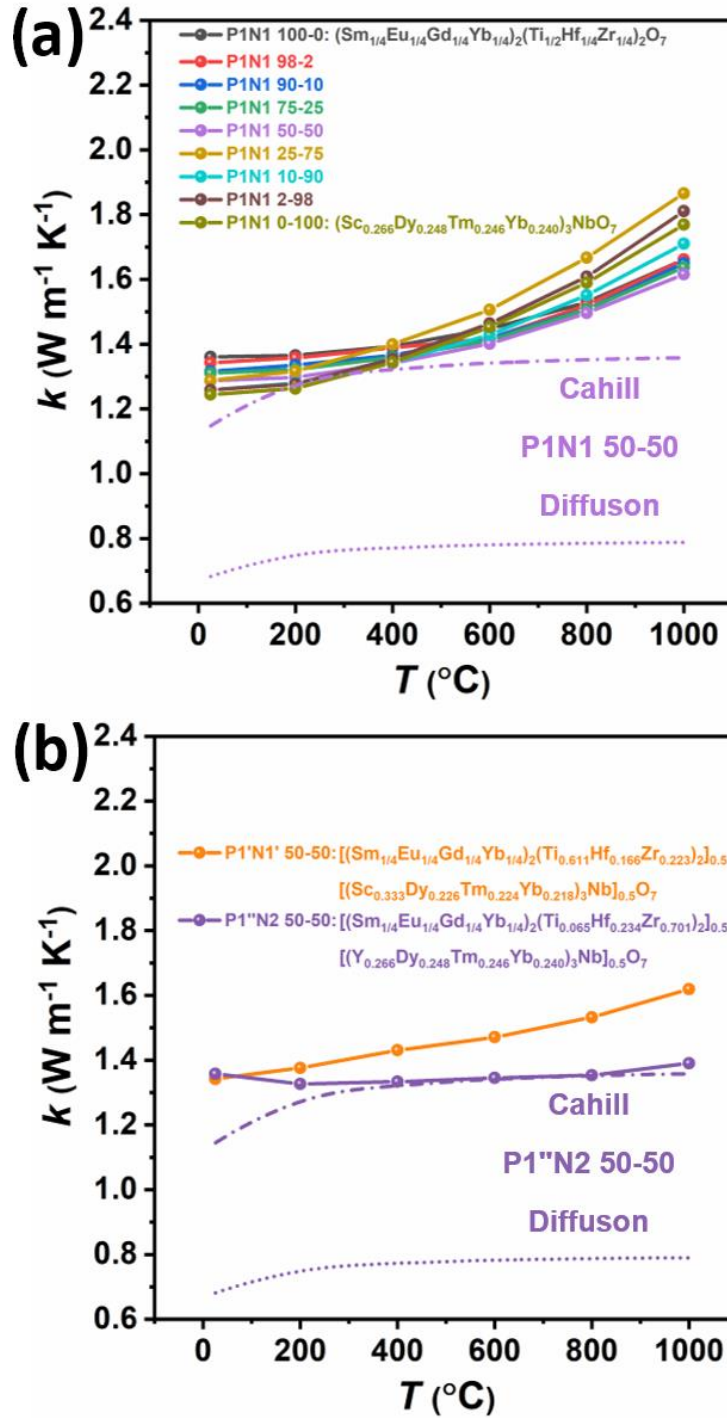 (a)
P1N1 100-0: (Sm1/4Eu1/4Gd1/4Yb1/4)2(Ti1/2Hf1/4Zr1/4)2O7
P1N1 98-2
P1N1 90-10
P1N1 75-25
P1N1 50-50
P1N1 25-75
P1N1 10-90
P1N1 2-98
P1N1 0-100: (Sc0.266Dy0.248Tm0.246Yb0.240)3NbO7
2.4
2.2
2.0
1.8
1.6
1.4
1.2
1.0
0.8
0.6
k (W m-1 K-1)
Cahill
P1N1 50-50
Diffuson
0 200 400 600 800 1000
T (°C)
(b)
2.4
2.2
2.0
1.8
1.6
1.4
1.2
1.0
0.8
0.6
k (W m-1 K-1)
P1'N1' 50-50: [(Sm1/4Eu1/4Gd1/4Yb1/4)2(Ti0.611Hf0.166Zr0.223)2]0.5
[(Sc0.333Dy0.226Tm0.224Yb0.218)3Nb]0.5O7
P1"N2 50-50: [(Sm1/4Eu1/4Gd1/4Yb1/4)2(Ti0.065Hf0.234Zr0.701)2]0.5
[(Y0.266Dy0.248Tm0.246Yb0.240)3Nb]0.5O7
Cahill
P1"N2 50-50
Diffuson
0 200 400 600 800 1000
T (°C)